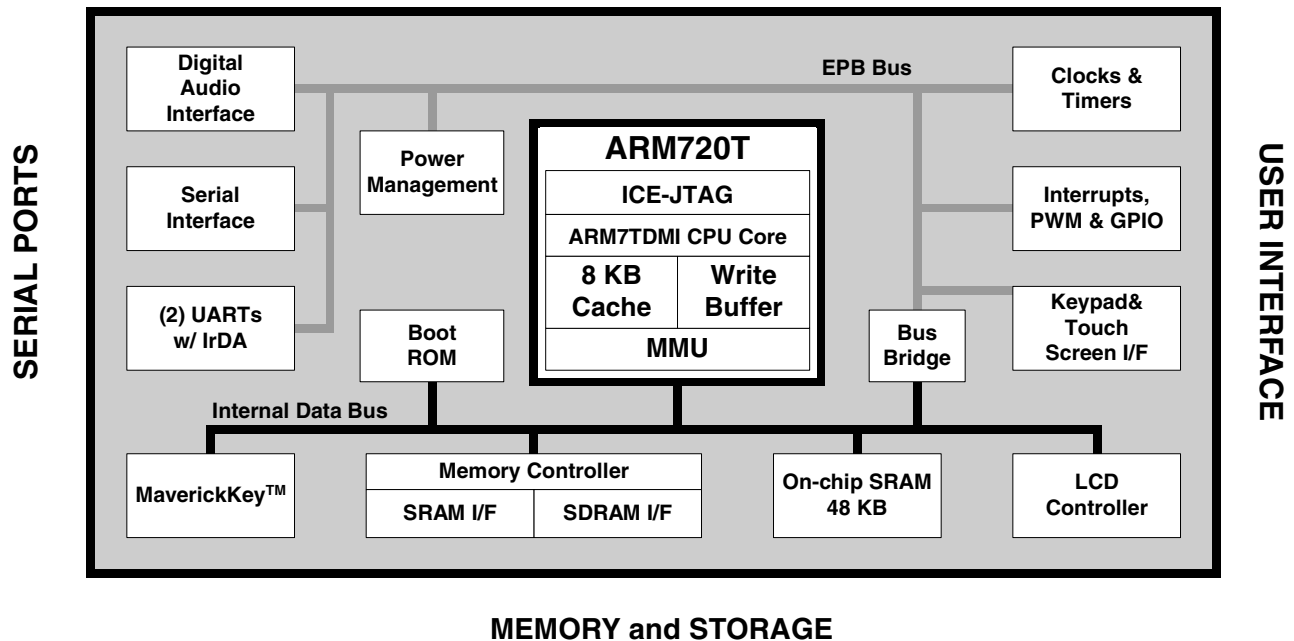 SERIAL PORTS
Digital
Audio
Interface
Serial
Interface
(2) UARTs
w/ IrDA
EPB Bus
Power
Management
Boot
ROM
ARM720T
ICE-JTAG
ARM7TDMI CPU Core
8 KB
Cache
Write
Buffer
MMU
Bus
Bridge
Clocks &
Timers
Interrupts,
PWM & GPIO
Keypad&
Touch
Screen I/F
USER INTERFACE
Internal Data Bus
MaverickKey™
Memory Controller
SRAM I/F
SDRAM I/F
On-chip SRAM
48 KB
LCD
Controller
MEMORY and STORAGE